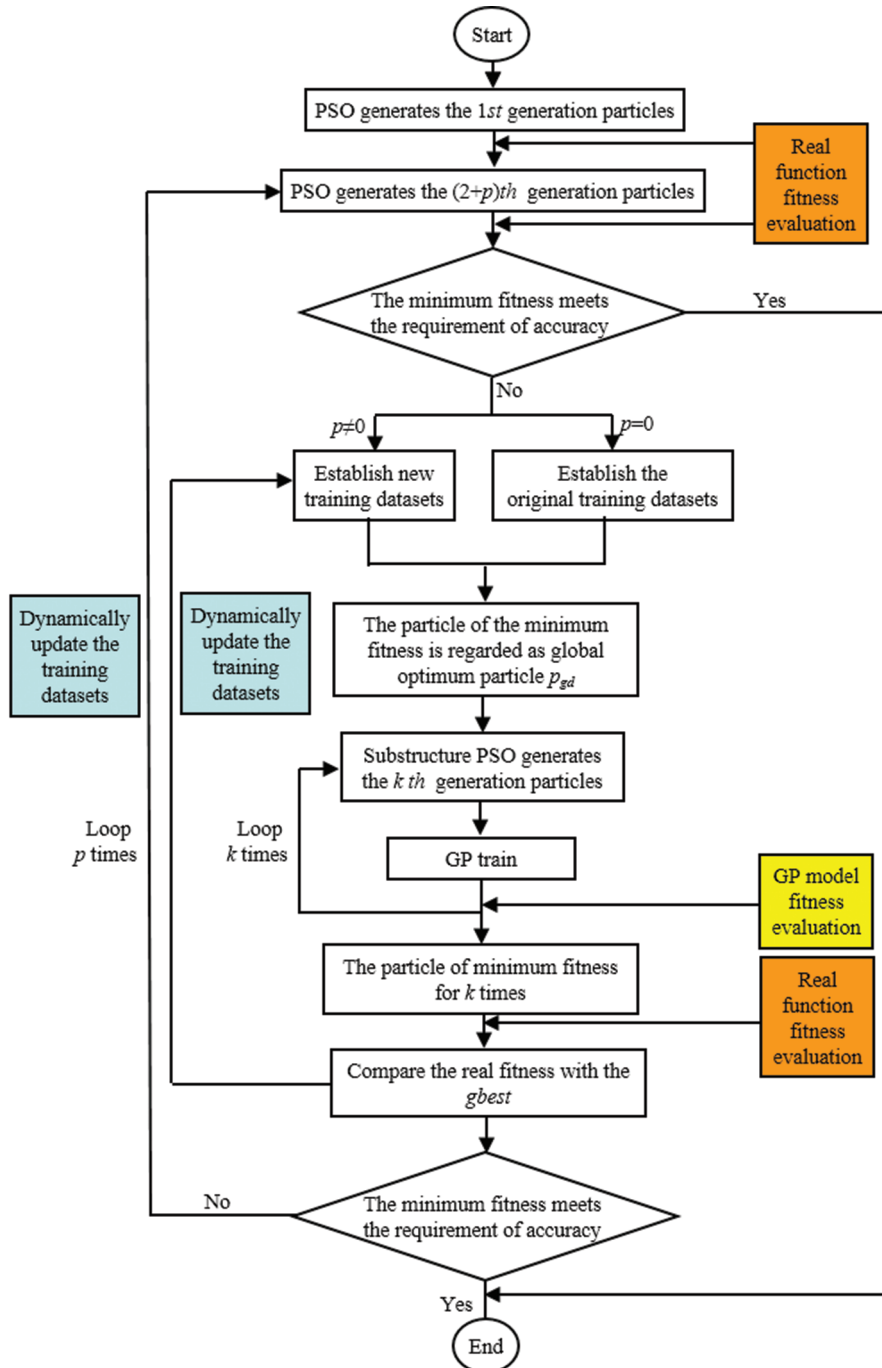 Start
PSO generates the 1st generation particles
Real
function
fitness
evaluation
PSO generates the (2+p)th generation particles
The minimum fitness meets
the requirement of accuracy
Yes
No
p≠0
p=0
Establish new
training datasets
Establish the
original training datasets
Dynamically
update the
training
datasets
Dynamically
update the
training
datasets
The particle of the minimum
fitness is regarded as global
optimum particle pgd
Substructure PSO generates
the k th generation particles
Loop
p times
Loop
k times
GP train
GP model
fitness
evaluation
The particle of minimum fitness
for k times
Real
function
fitness
evaluation
Compare the real fitness with the
gbest
No
The minimum fitness meets
the requirement of accuracy
Yes
End